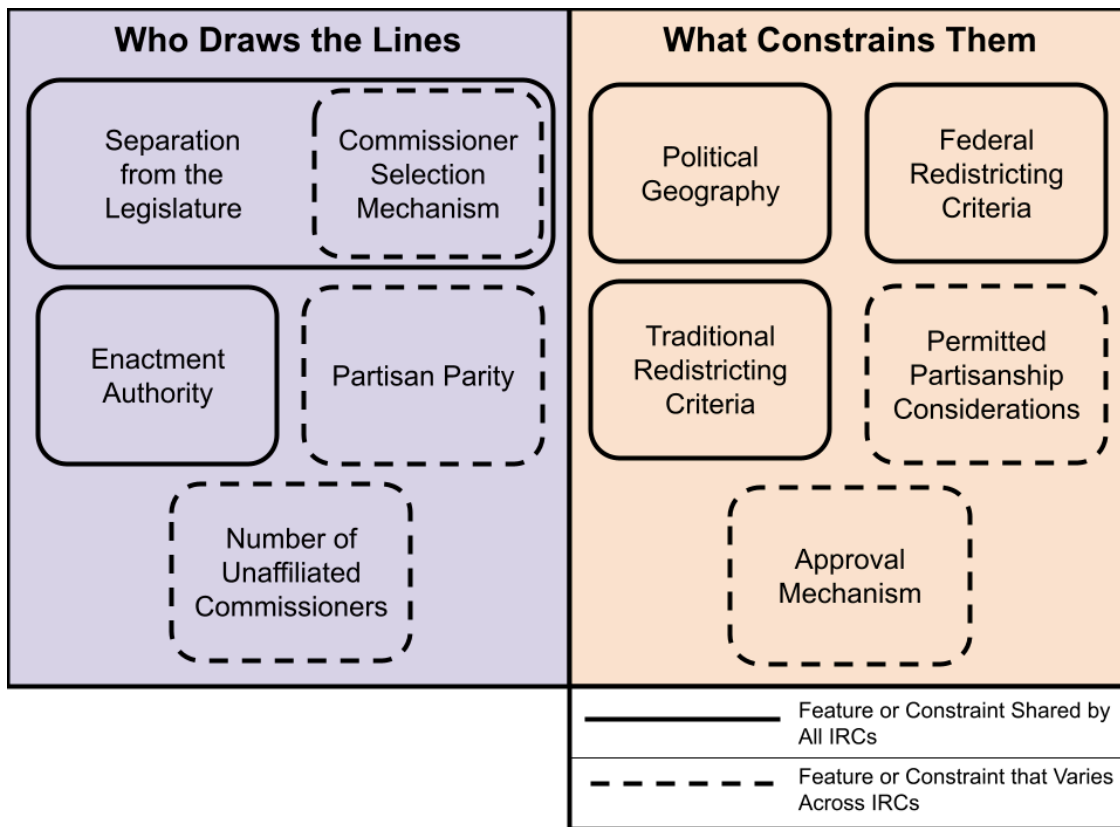 Who Draws the Lines
Separation
from the
Legislature
Commissioner
Selection
Mechanism
Enactment
Authority
Partisan Parity
Number of
Unaffiliated
Commissioners
What Constrains Them
Political
Geography
Federal
Redistricting
Criteria
Traditional
Redistricting
Criteria
Permitted
Partisanship
Considerations
Approval
Mechanism
Feature or Constraint Shared by
All IRCs
Feature or Constraint that Varies
Across IRCs